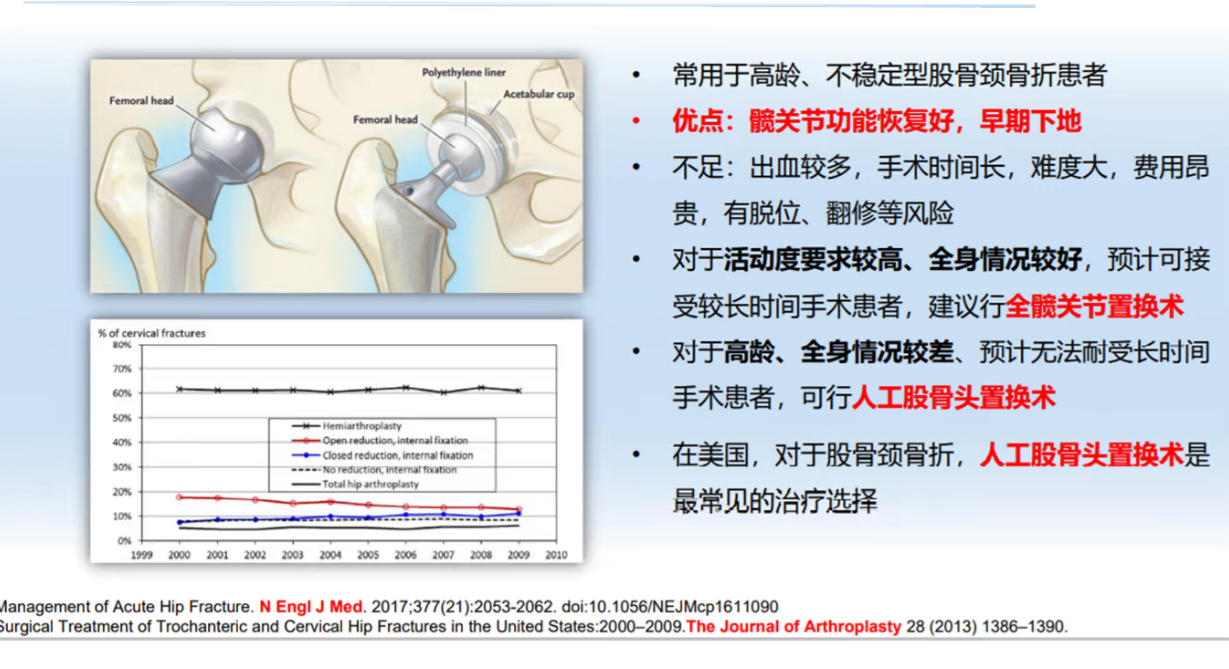 Femoral head
Polyethylene liner
Acetabular cup
Femoral head
% of cervical fractures
80%
70%
60%
50%
40%
30%
20%
10%
0%
Hemiarthroplasty
Open reduction, internal fixation
Closed reduction, internal fixation
No reduction, internal fixation
Total hip arthroplasty
1999 2000 2001 2002 2003 2004 2005 2006 2007 2008 2009 2010
• 常用于高龄、不稳定型股骨颈骨折患者
• 优点：髋关节功能恢复好，早期下地
• 不足：出血较多，手术时间长，难度大，费用昂
贵，有脱位、翻修等风险
• 对于活动度要求较高、全身情况较好，预计可接
受较长时间手术患者，建议行全髋关节置换术
• 对于高龄、全身情况较差、预计无法耐受长时间
手术患者，可行人工股骨头置换术
• 在美国，对于股骨颈骨折，人工股骨头置换术是
最常见的治疗选择
Management of Acute Hip Fracture. N Engl J Med. 2017;377(21):2053-2062. doi:10.1056/NEJMcp1611090
Surgical Treatment of Trochanteric and Cervical Hip Fractures in the United States:2000–2009.The Journal of Arthroplasty 28 (2013) 1386–1390.